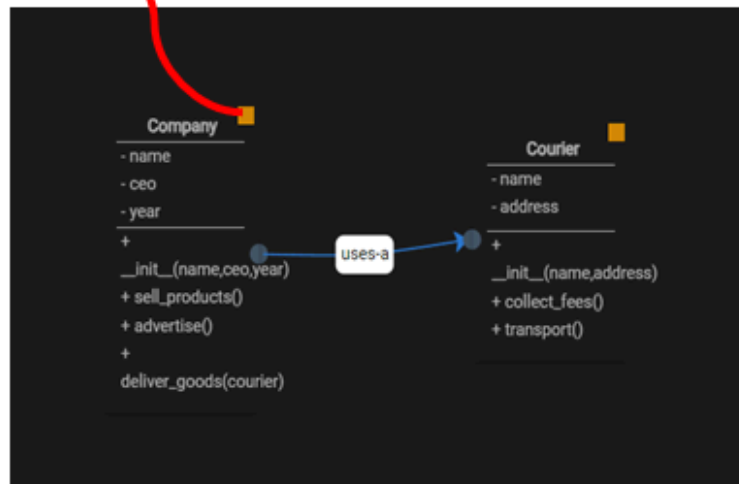 Company
- name
- ceo
- year
+
__init__(name,ceo,year)
+ sell_products()
+ advertise()
+
deliver_goods(courier)
uses-a
Courier
- name
- address
+
__init__(name,address)
+ collect_fees()
+ transport()